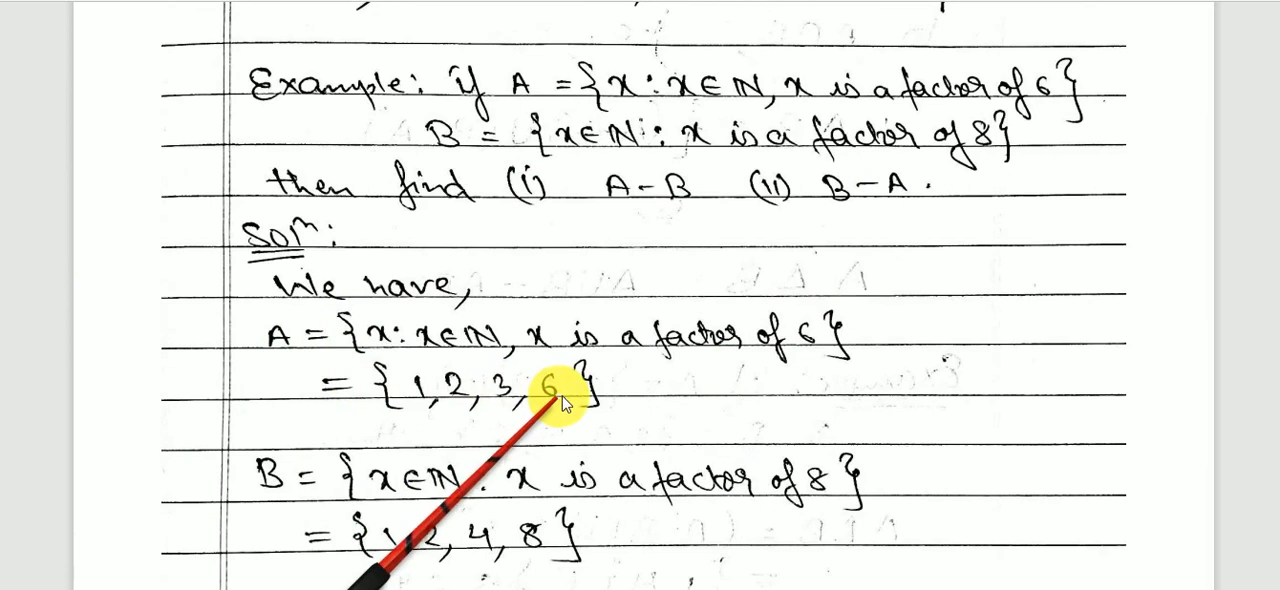 Example: if A = {x : x ∈ ℕ, x is a factor of 6}
B = {x ∈ ℕ : x is a factor of 8}
then find (i) A - B (ii) B - A.
Solⁿ:
We have,
A = {x : x ∈ ℕ, x is a factor of 6}
= {1, 2, 3, 6}
B = {x ∈ ℕ : x is a factor of 8}
= {1, 2, 4, 8}